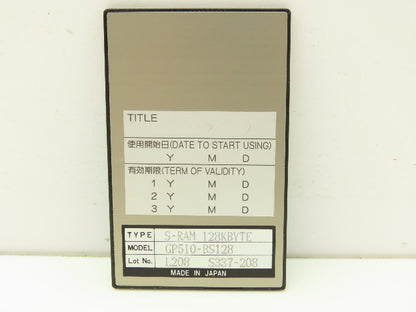 TITLE
使用開始日(DATE TO START USING)
Y M D
有効期限(TERM OF VALIDITY)
1 Y M D
2 Y M D
3 Y M D
TYPE S-RAM 128KBYTE
MODEL GP510-BS128
Lot No. L208 S337-208
MADE IN JAPAN